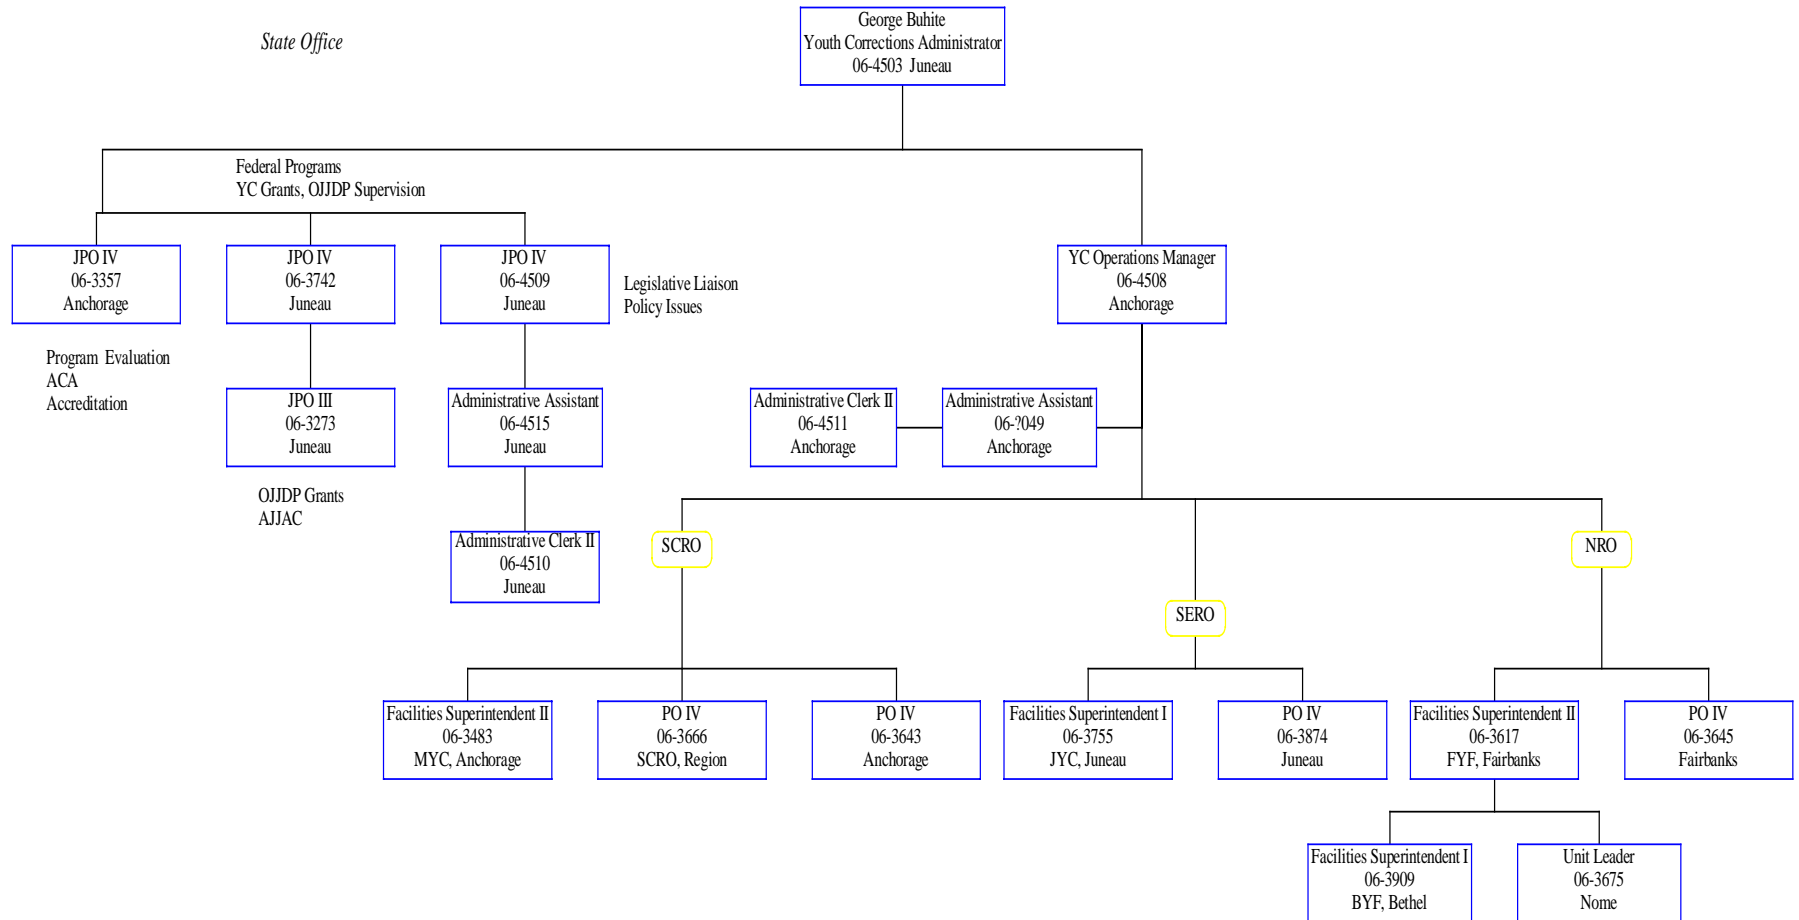 State Office
George Buhite
Youth Corrections Administrator
06-4503 Juneau
Federal Programs
YC Grants, OJJDP Supervision
JPO IV
06-3357
Anchorage
JPO IV
06-3742
Juneau
JPO IV
06-4509
Juneau
Legislative Liaison
Policy Issues
YC Operations Manager
06-4508
Anchorage
Program Evaluation
ACA
Accreditation
JPO III
06-3273
Juneau
Administrative Assistant
06-4515
Juneau
Administrative Clerk II
06-4511
Anchorage
Administrative Assistant
06-?049
Anchorage
OJJDP Grants
AJJAC
Administrative Clerk II
06-4510
Juneau
SCRO
NRO
SERO
Facilities Superintendent II
06-3483
MYC, Anchorage
PO IV
06-3666
SCRO, Region
PO IV
06-3643
Anchorage
Facilities Superintendent I
06-3755
JYC, Juneau
PO IV
06-3874
Juneau
Facilities Superintendent II
06-3617
FYF, Fairbanks
PO IV
06-3645
Fairbanks
Facilities Superintendent I
06-3909
BYF, Bethel
Unit Leader
06-3675
Nome